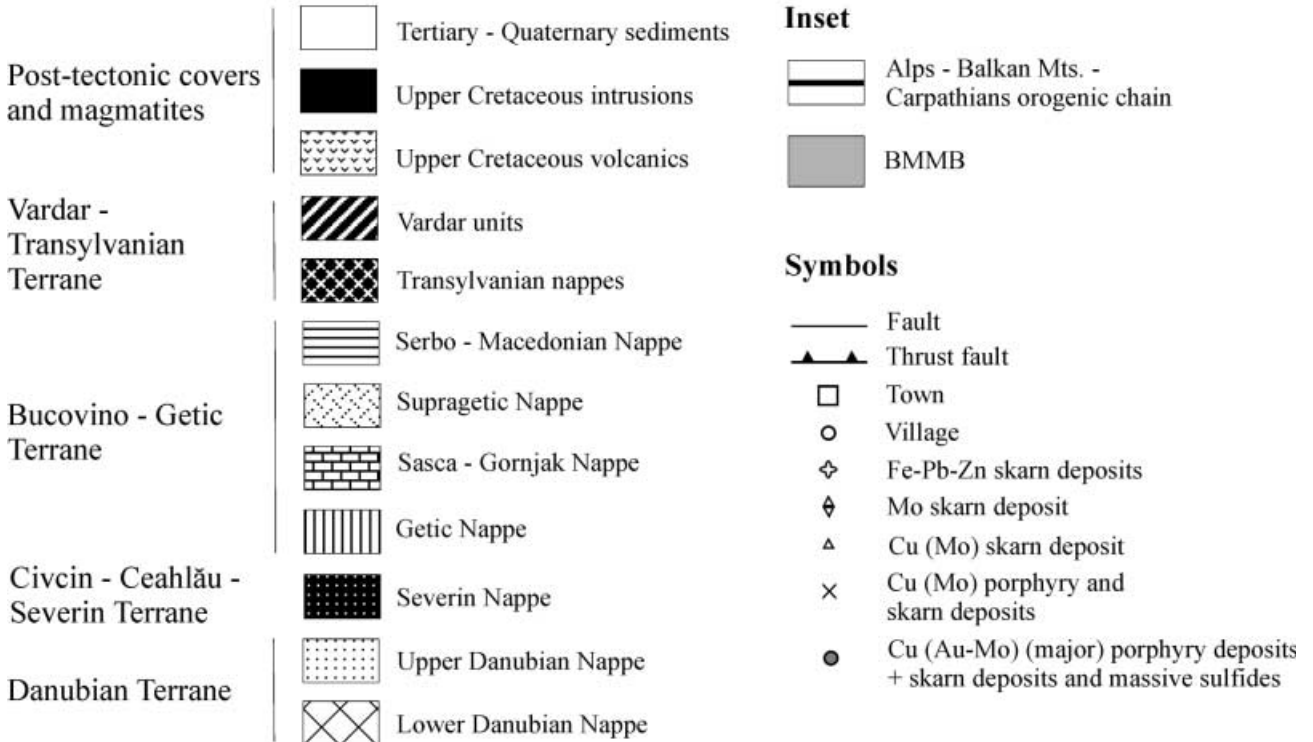 Post-tectonic covers
and magmatites
Tertiary - Quaternary sediments
Upper Cretaceous intrusions
Upper Cretaceous volcanics
Vardar -
Transylvanian
Terrane
Vardar units
Transylvanian nappes
Bucovino - Getic
Terrane
Serbo - Macedonian Nappe
Supragetic Nappe
Sasca - Gornjak Nappe
Getic Nappe
Civcin - Ceahlău -
Severin Terrane
Severin Nappe
Danubian Terrane
Upper Danubian Nappe
Lower Danubian Nappe
Inset
Alps - Balkan Mts. -
Carpathians orogenic chain
BMMB
Symbols
Fault
Thrust fault
Town
Village
Fe-Pb-Zn skarn deposits
Mo skarn deposit
Cu (Mo) skarn deposit
Cu (Mo) porphyry and
skarn deposits
Cu (Au-Mo) (major) porphyry deposits
+ skarn deposits and massive sulfides